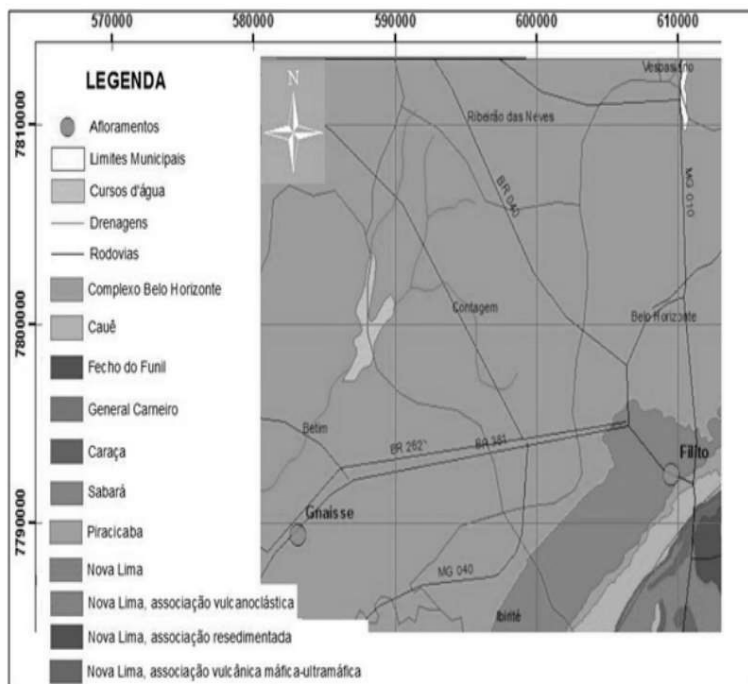 570000 580000 590000 600000 610000
7810000
7800000
7790000
LEGENDA
Afloramentos
Limites Municipais
Cursos d'água
Drenagens
Rodovias
Complexo Belo Horizonte
Cauê
Fecho do Funil
General Carneiro
Caraça
Sabará
Piracicaba
Nova Lima
Nova Lima, associação vulcanoclástica
Nova Lima, associação resedimentada
Nova Lima, associação vulcânica máfica-ultramáfica
N
Vespasiano
Ribeirão das Neves
BR 040
MG 010
Contagem
Belo Horizonte
Betim
BR 262
BR 381
Filito
Gnaisse
MG 040
Ibirité